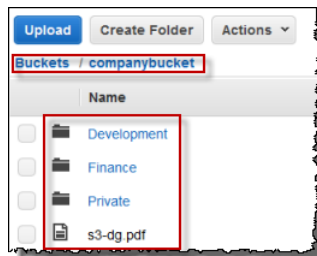 Upload Create Folder Actions
Buckets / companybucket
Name
Development
Finance
Private
s3-dg.pdf